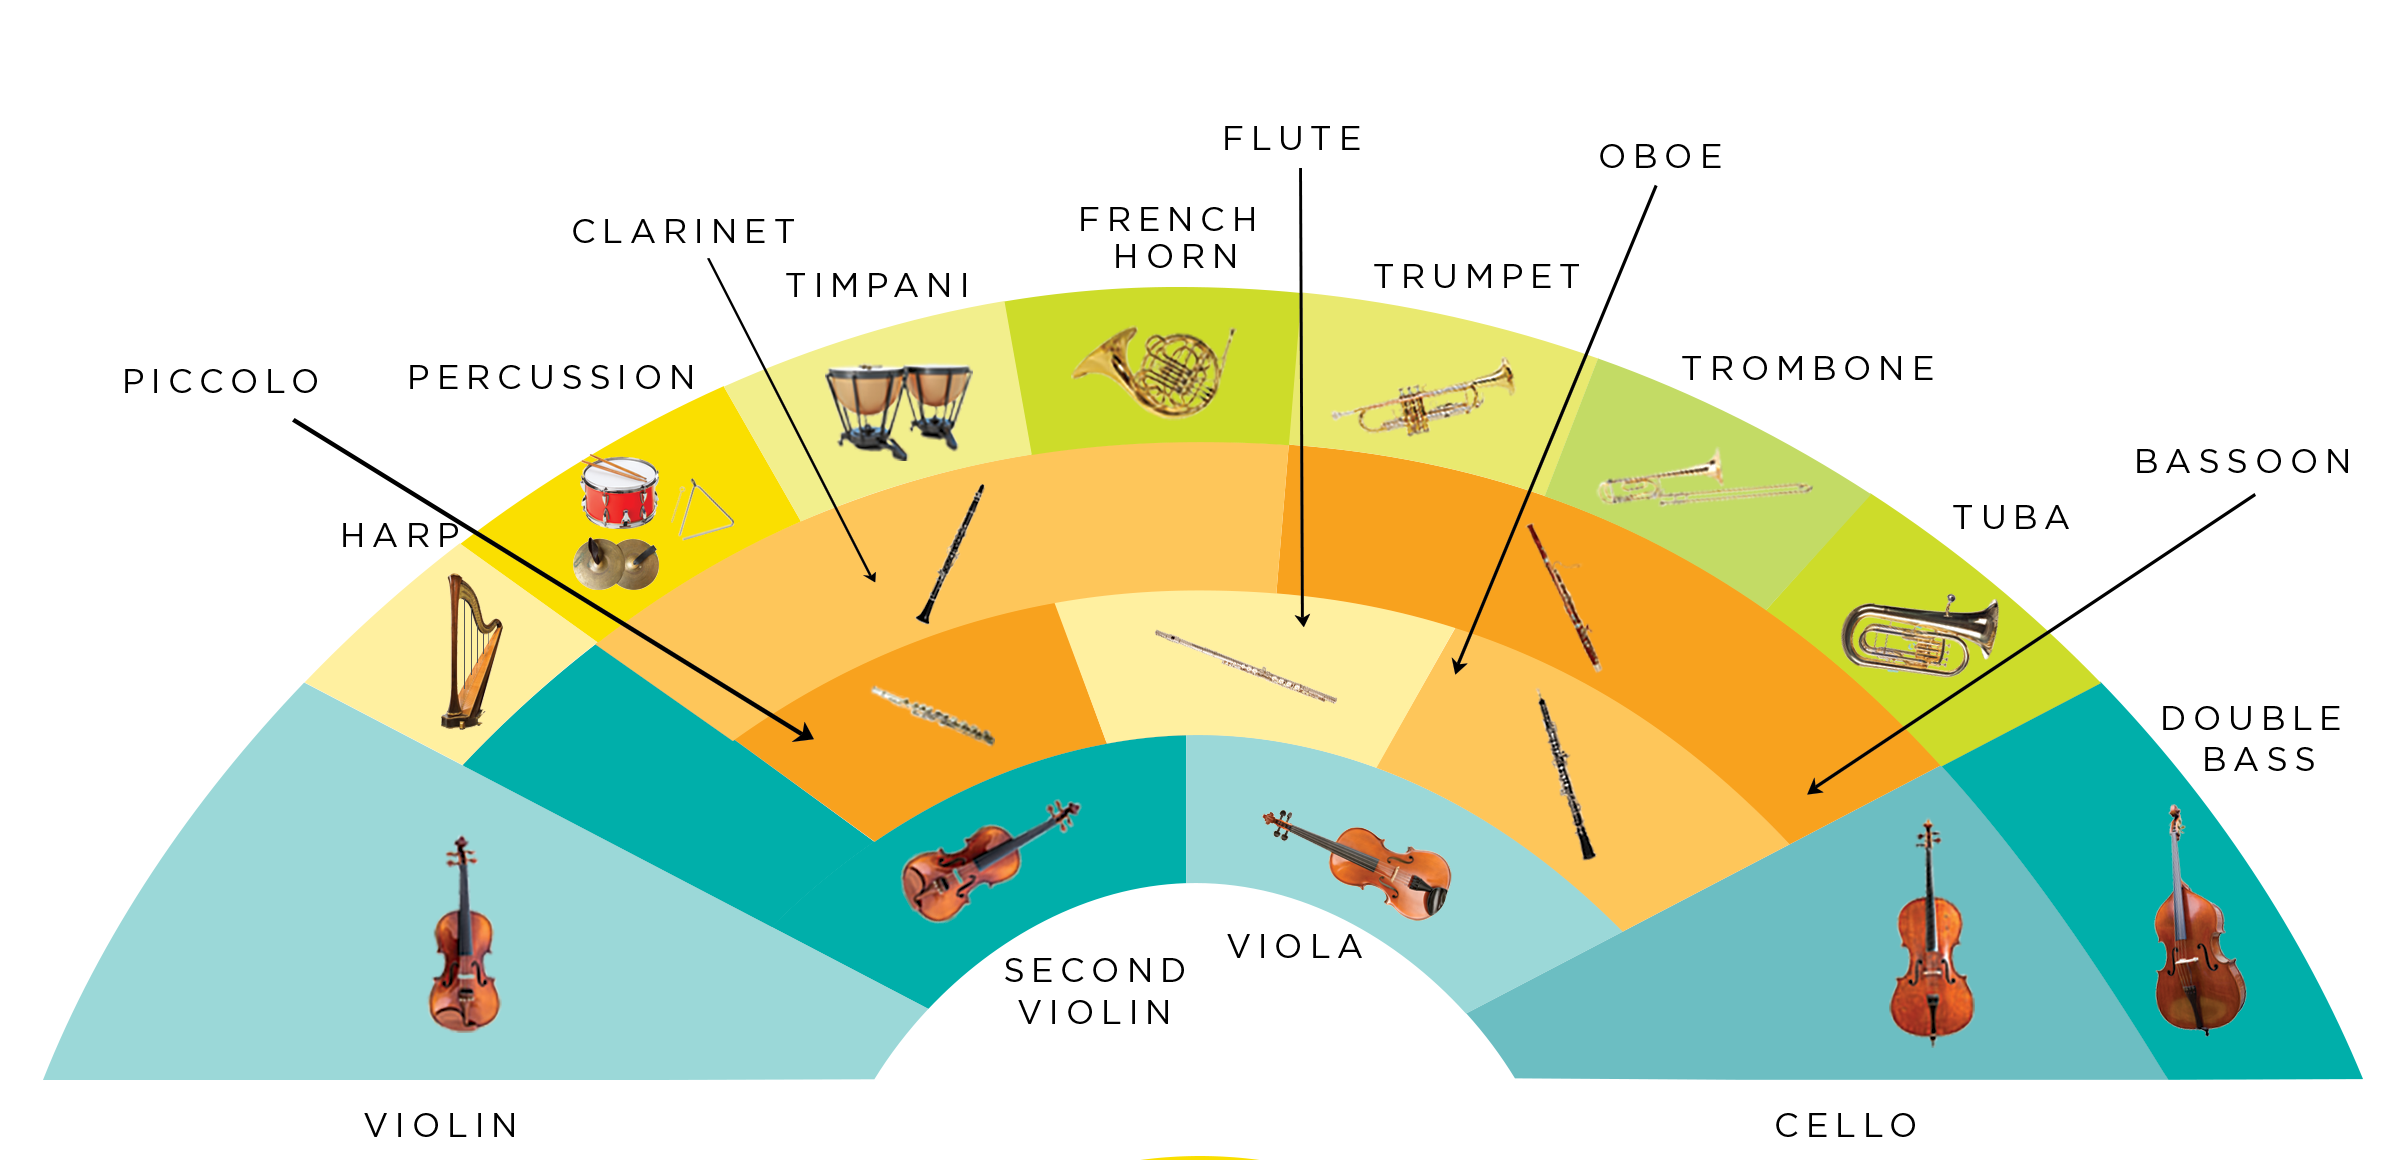 FLUTE
OBOE
FRENCH
HORN
CLARINET
TIMPANI
TRUMPET
PICCOLO
PERCUSSION
TROMBONE
BASSOON
HARP
TUBA
DOUBLE
BASS
SECOND
VIOLIN
VIOLA
VIOLIN
CELLO